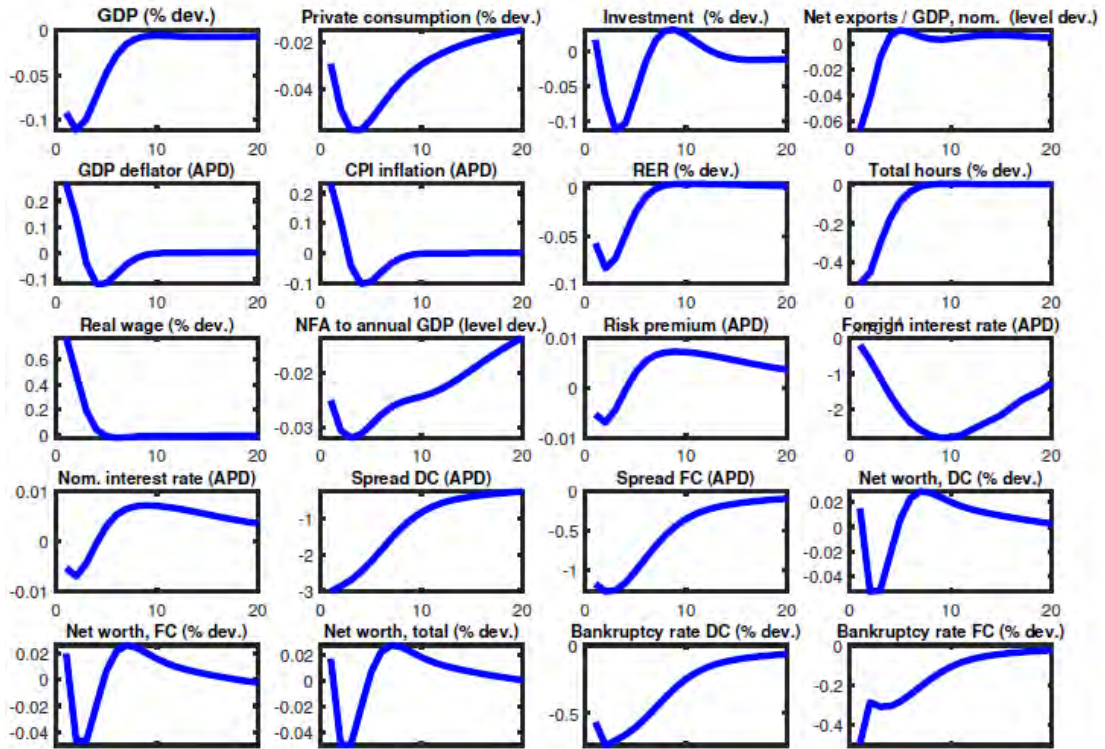 GDP (% dev.)
0
-0.05
-0.1
0 10 20
Private consumption (% dev.)
-0.02
-0.04
0 10 20
Investment (% dev.)
0
-0.05
-0.1
0 10 20
Net exports / GDP, nom. (level dev.)
0
-0.02
-0.04
-0.06
0 10 20
GDP deflator (APD)
0.2
0.1
0
-0.1
0 10 20
CPI inflation (APD)
0.2
0.1
0
-0.1
0 10 20
RER (% dev.)
0
-0.05
-0.1
0 10 20
Total hours (% dev.)
0
-0.2
-0.4
0 10 20
Real wage (% dev.)
0.6
0.4
0.2
0
0 10 20
NFA to annual GDP (level dev.)
-0.02
-0.03
0 10 20
Risk premium (APD)
0.01
0
-0.01
0 10 20
Foreign interest rate (APD)
0
-1
-2
0 10 20
Nom. interest rate (APD)
0.01
0
-0.01
0 10 20
Spread DC (APD)
-1
-2
-3
0 10 20
Spread FC (APD)
0
-0.5
-1
0 10 20
Net worth, DC (% dev.)
0.02
0
-0.02
-0.04
0 10 20
Net worth, FC (% dev.)
0.02
0
-0.02
-0.04
Net worth, total (% dev.)
0.02
0
-0.02
-0.04
Bankruptcy rate DC (% dev.)
0
-0.5
Bankruptcy rate FC (% dev.)
0
-0.2
-0.4